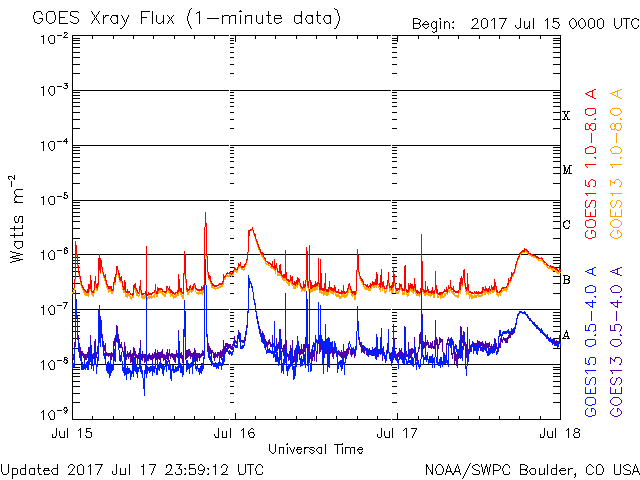 GOES Xray Flux (1-minute data)
Begin: 2017 Jul 15 0000 UTC
10-2
10-3
10-4
10-5
10-6
10-7
10-8
10-9
Watts m-2
X
M
C
B
A
GOES15 1.0-8.0 A
GOES13 1.0-8.0 A
GOES15 0.5-4.0 A
GOES13 0.5-4.0 A
Jul 15
Jul 16
Jul 17
Jul 18
Universal Time
Updated 2017 Jul 17 23:59:12 UTC
NOAA/SWPC Boulder, CO USA